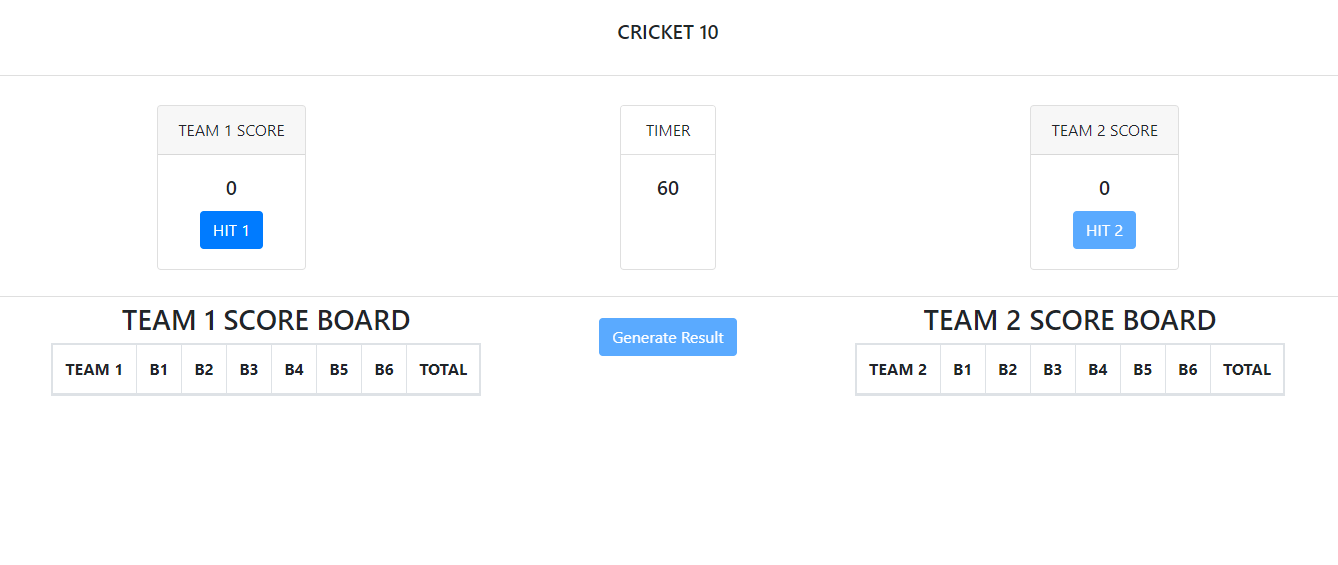 CRICKET 10
TEAM 1 SCORE
0
HIT 1
TIMER
60
TEAM 2 SCORE
0
HIT 2
TEAM 1 SCORE BOARD
TEAM 1 B1 B2 B3 B4 B5 B6 TOTAL
Generate Result
TEAM 2 SCORE BOARD
TEAM 2 B1 B2 B3 B4 B5 B6 TOTAL